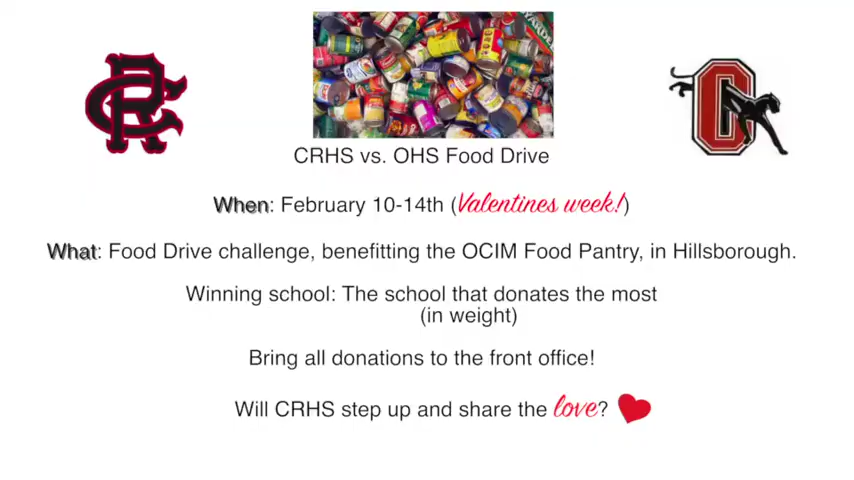 CRHS vs. OHS Food Drive
When: February 10-14th (Valentines week!)
What: Food Drive challenge, benefitting the OCIM Food Pantry, in Hillsborough.
Winning school: The school that donates the most
(in weight)
Bring all donations to the front office!
Will CRHS step up and share the love?